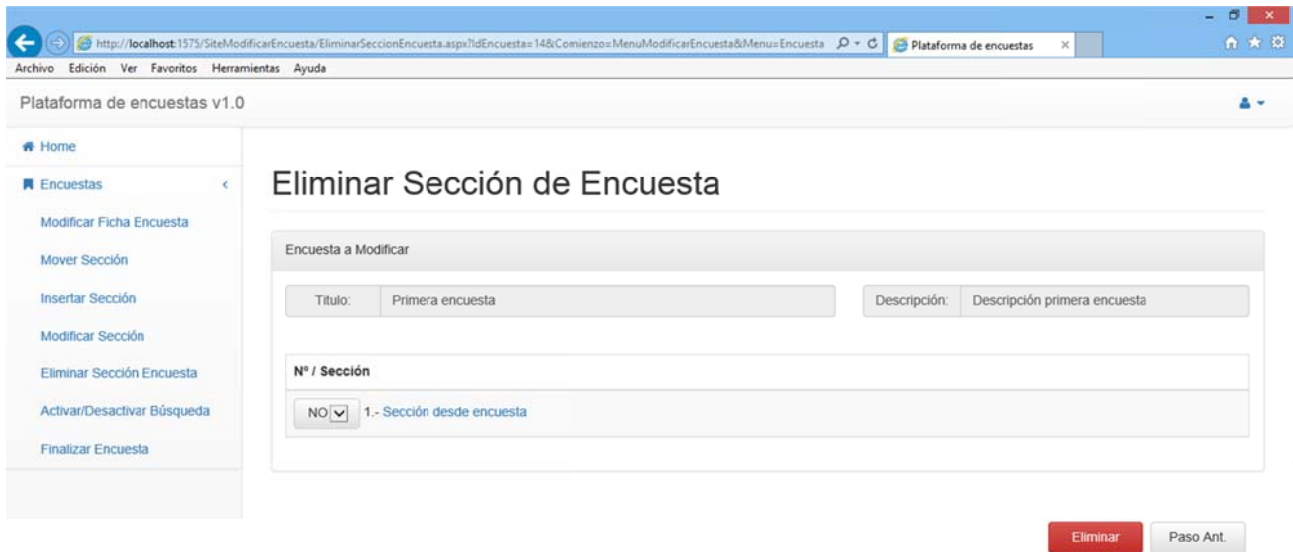 http://localhost:1575/SiteModificarEncuesta/EliminarSeccionEncuesta.aspx?IdEncuesta=14&Comienzo=MenuModificarEncuesta&Menu=Encuesta
Plataforma de encuestas
Archivo Edición Ver Favoritos Herramientas Ayuda
Plataforma de encuestas v1.0
Home
Encuestas
Modificar Ficha Encuesta
Mover Sección
Insertar Sección
Modificar Sección
Eliminar Sección Encuesta
Activar/Desactivar Búsqueda
Finalizar Encuesta
Eliminar Sección de Encuesta
Encuesta a Modificar
Titulo: Primera encuesta
Descripción: Descripción primera encuesta
Nº / Sección
NO 1.- Sección desde encuesta
Eliminar Paso Ant.